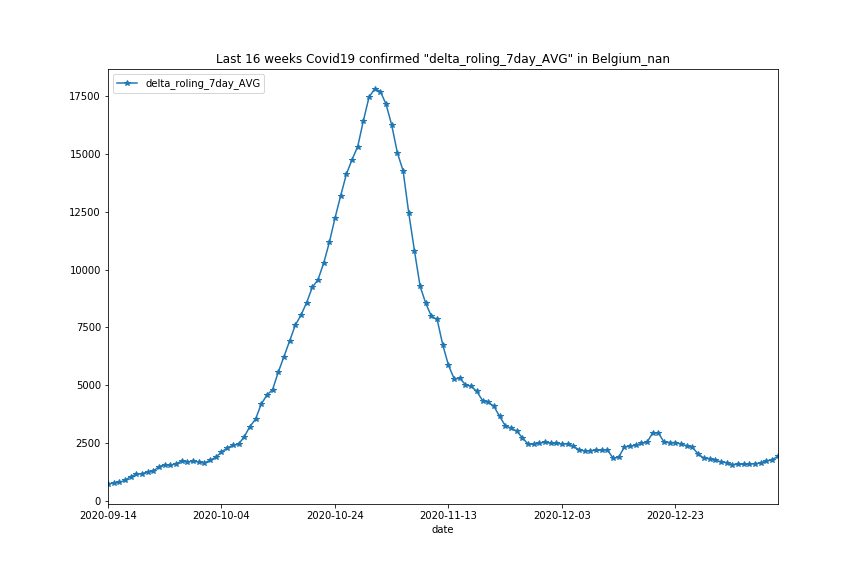 Last 16 weeks Covid19 confirmed "delta_roling_7day_AVG" in Belgium_nan
delta_roling_7day_AVG
17500
15000
12500
10000
7500
5000
2500
0
2020-09-14 2020-10-04 2020-10-24 2020-11-13 2020-12-03 2020-12-23
date